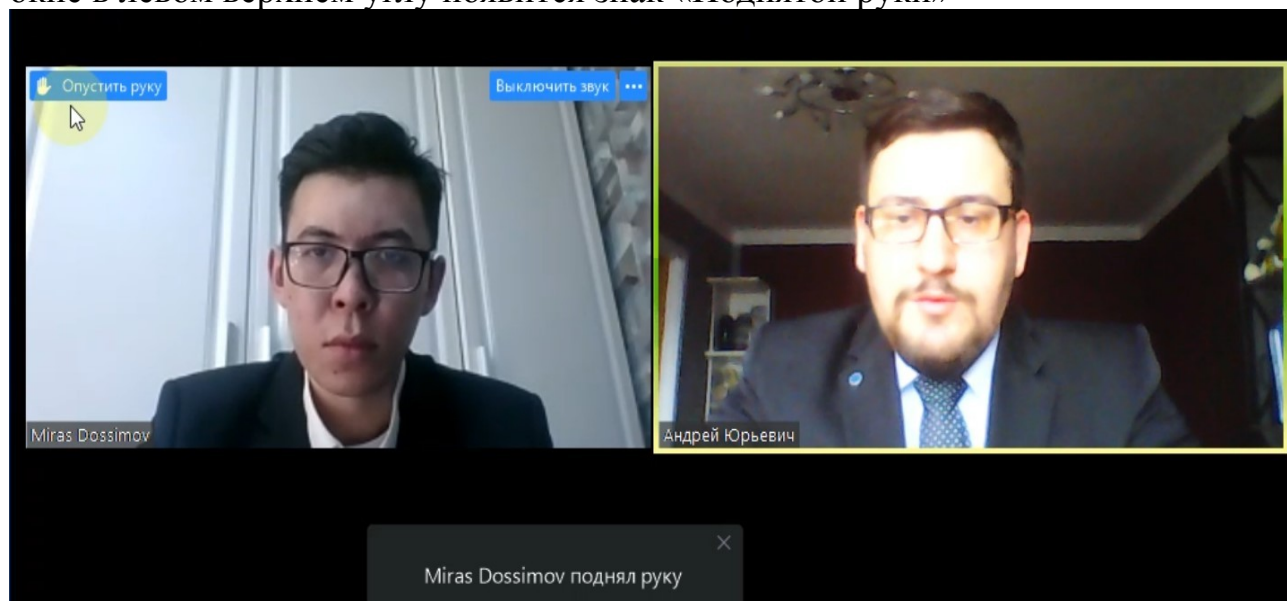 окне в левом верхнем углу появится знак «Поднятой руки»
Опустить руку
Выключить звук
Miras Dossimov
Андрей Юрьевич
Miras Dossimov поднял руку